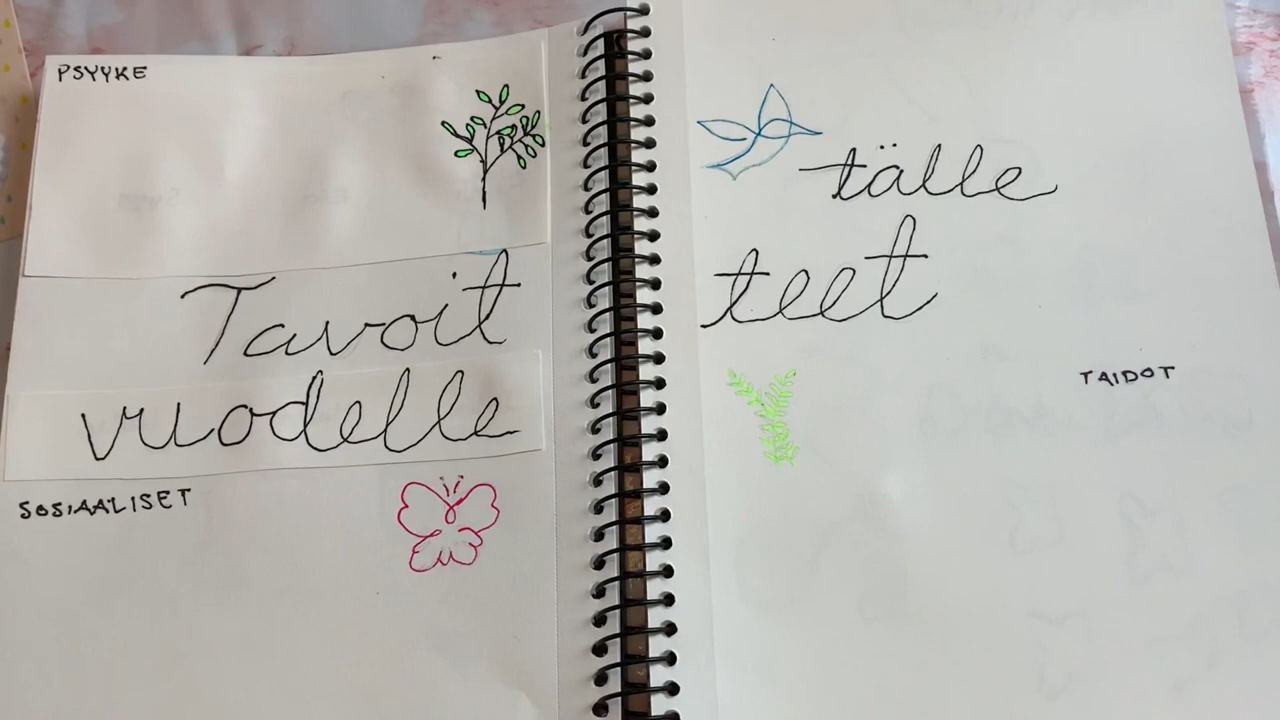 PSYYKE
tälle
Tavoit teet
vuodelle
TAIDOT
SOSIAALISET